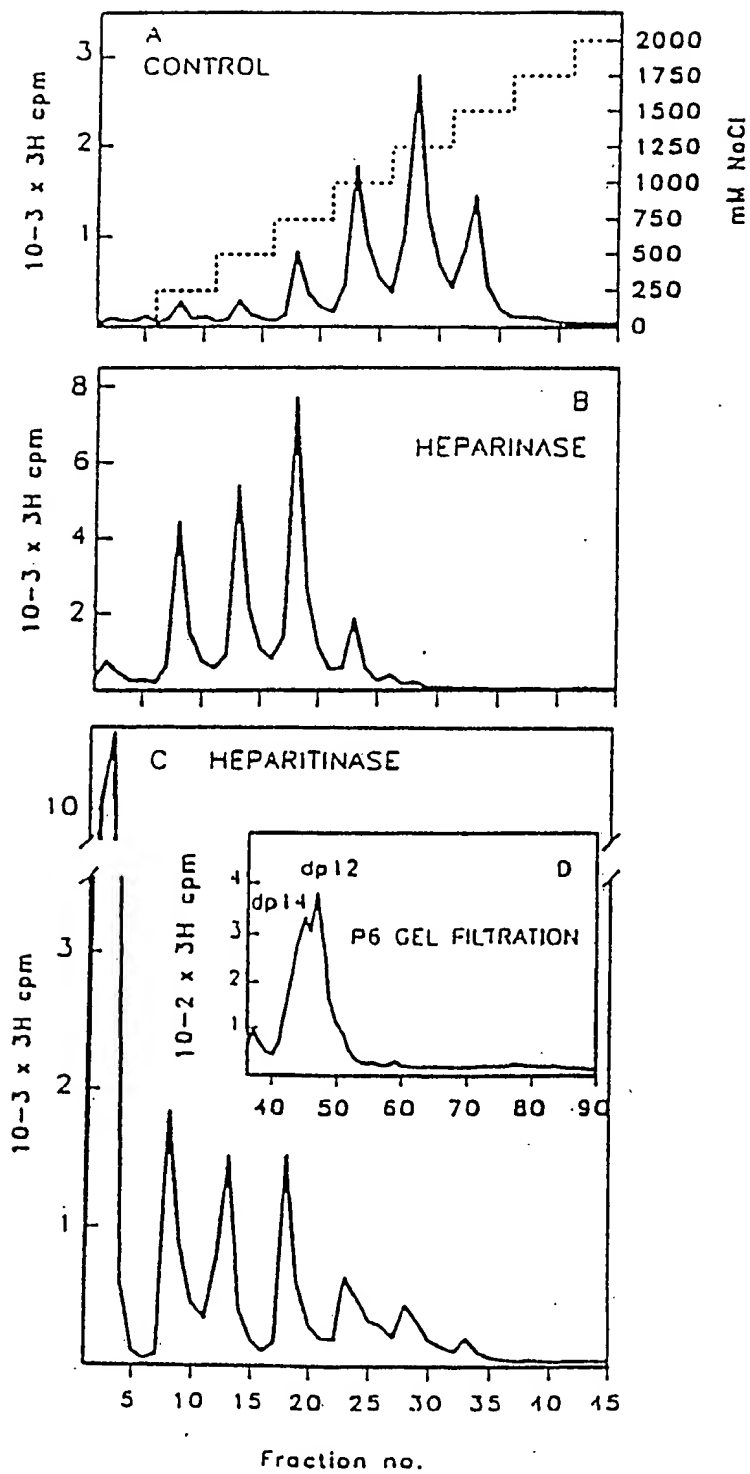 A
CONTROL
3
2
1
10-3 x 3H cpm
2000
1750
1500
1250
1000
750
500
250
0
mM NaCl
B
HEPARINASE
8
6
4
2
10-3 x 3H cpm
C HEPARITINASE
10
3
2
1
10-3 x 3H cpm
D
dp12
dp14
P6 GEL FILTRATION
4
3
2
1
10-2 x 3H cpm
40 50 60 70 80 90
5 10 15 20 25 30 35 40 45
Fraction no.